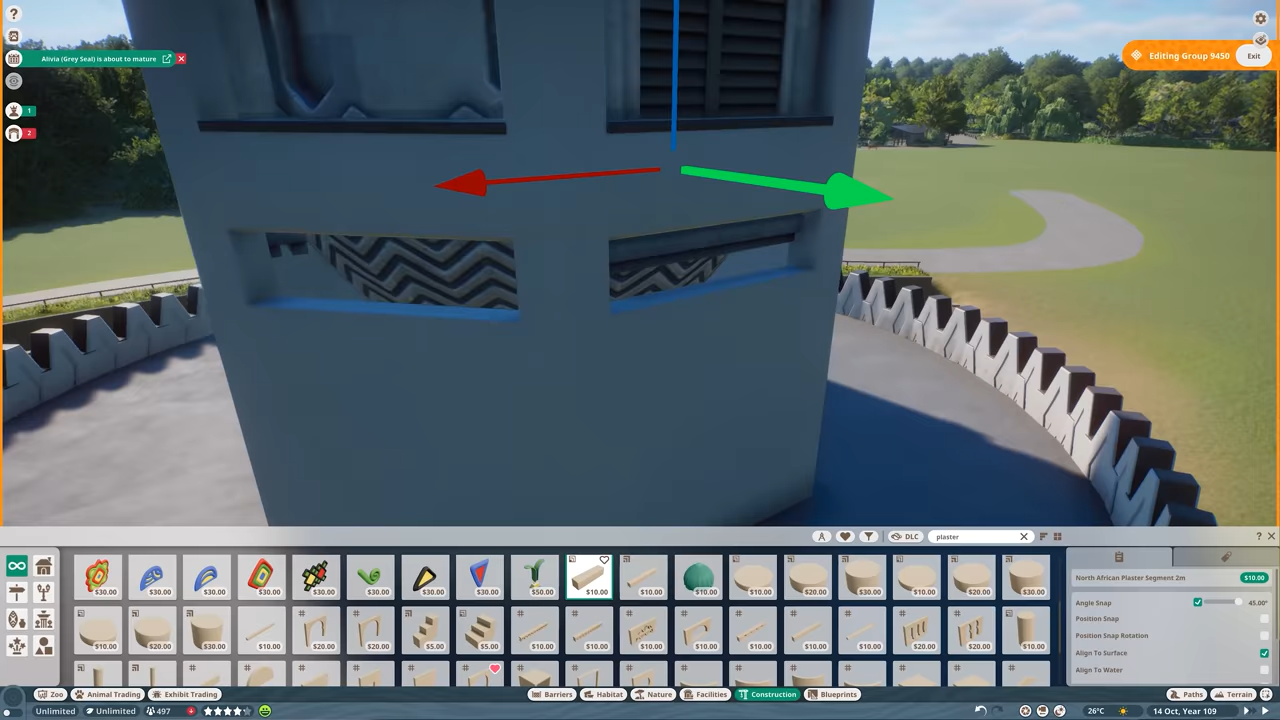 ?
Alivia (Grey Seal) is about to mature
1
2
Editing Group 9450
Exit
DLC
plaster
?
$30.00 $30.00 $30.00 $30.00 $30.00 $30.00 $30.00 $30.00 $50.00 $10.00 $10.00 $10.00 $10.00 $20.00 $30.00 $10.00 $20.00 $30.00
$10.00 $20.00 $30.00 $10.00 $10.00 $10.00 $5.00 $5.00 $10.00 $10.00 $10.00 $10.00 $10.00 $10.00 $10.00 $20.00 $20.00 $10.00
North African Plaster Segment 2m
$10.00
Angle Snap
45.00°
Position Snap
Position Snap Rotation
Align To Surface
Align To Water
Zoo
Animal Trading
Exhibit Trading
Barriers
Habitat
Nature
Facilities
Construction
Blueprints
Paths
Terrain
Unlimited
Unlimited
497
26°C
14 Oct, Year 109